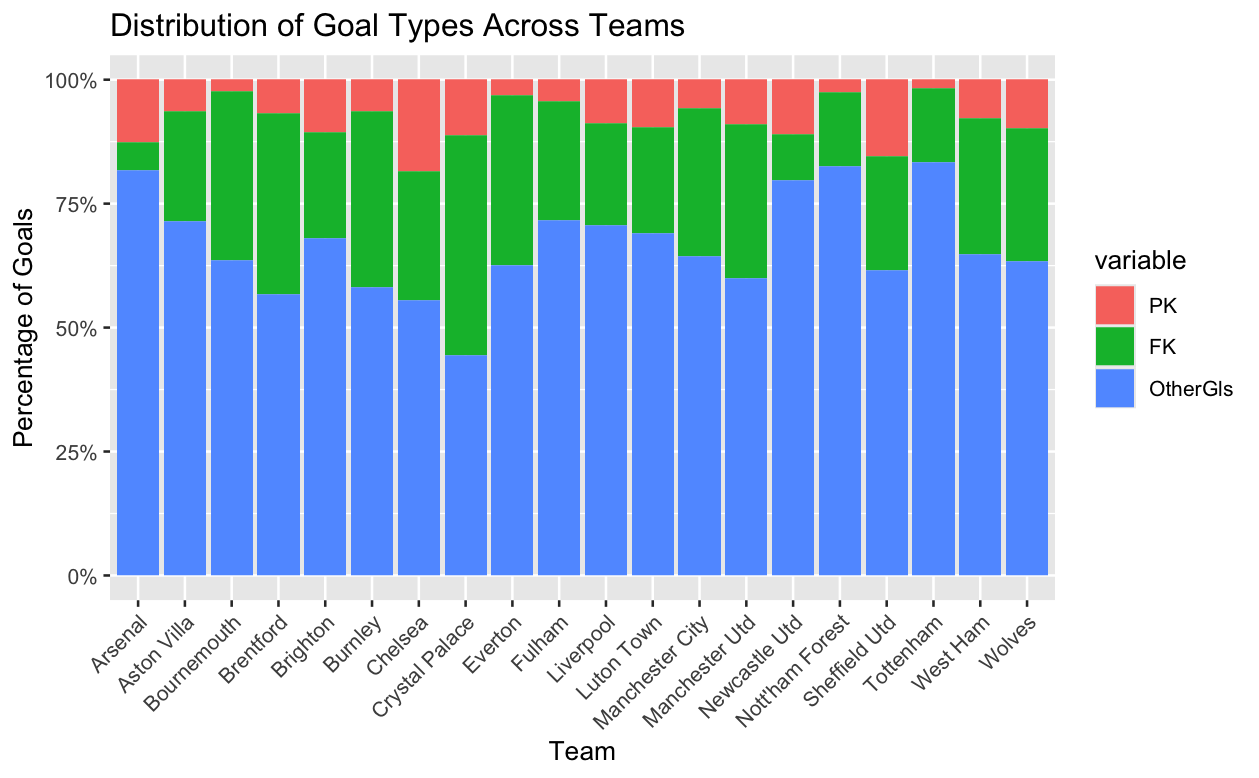 Distribution of Goal Types Across Teams
Percentage of Goals
100%
75%
50%
25%
0%
Arsenal
Aston Villa
Bournemouth
Brentford
Brighton
Burnley
Chelsea
Crystal Palace
Everton
Fulham
Liverpool
Luton Town
Manchester City
Manchester Utd
Newcastle Utd
Nott'ham Forest
Sheffield Utd
Tottenham
West Ham
Wolves
Team
variable
PK
FK
OtherGls